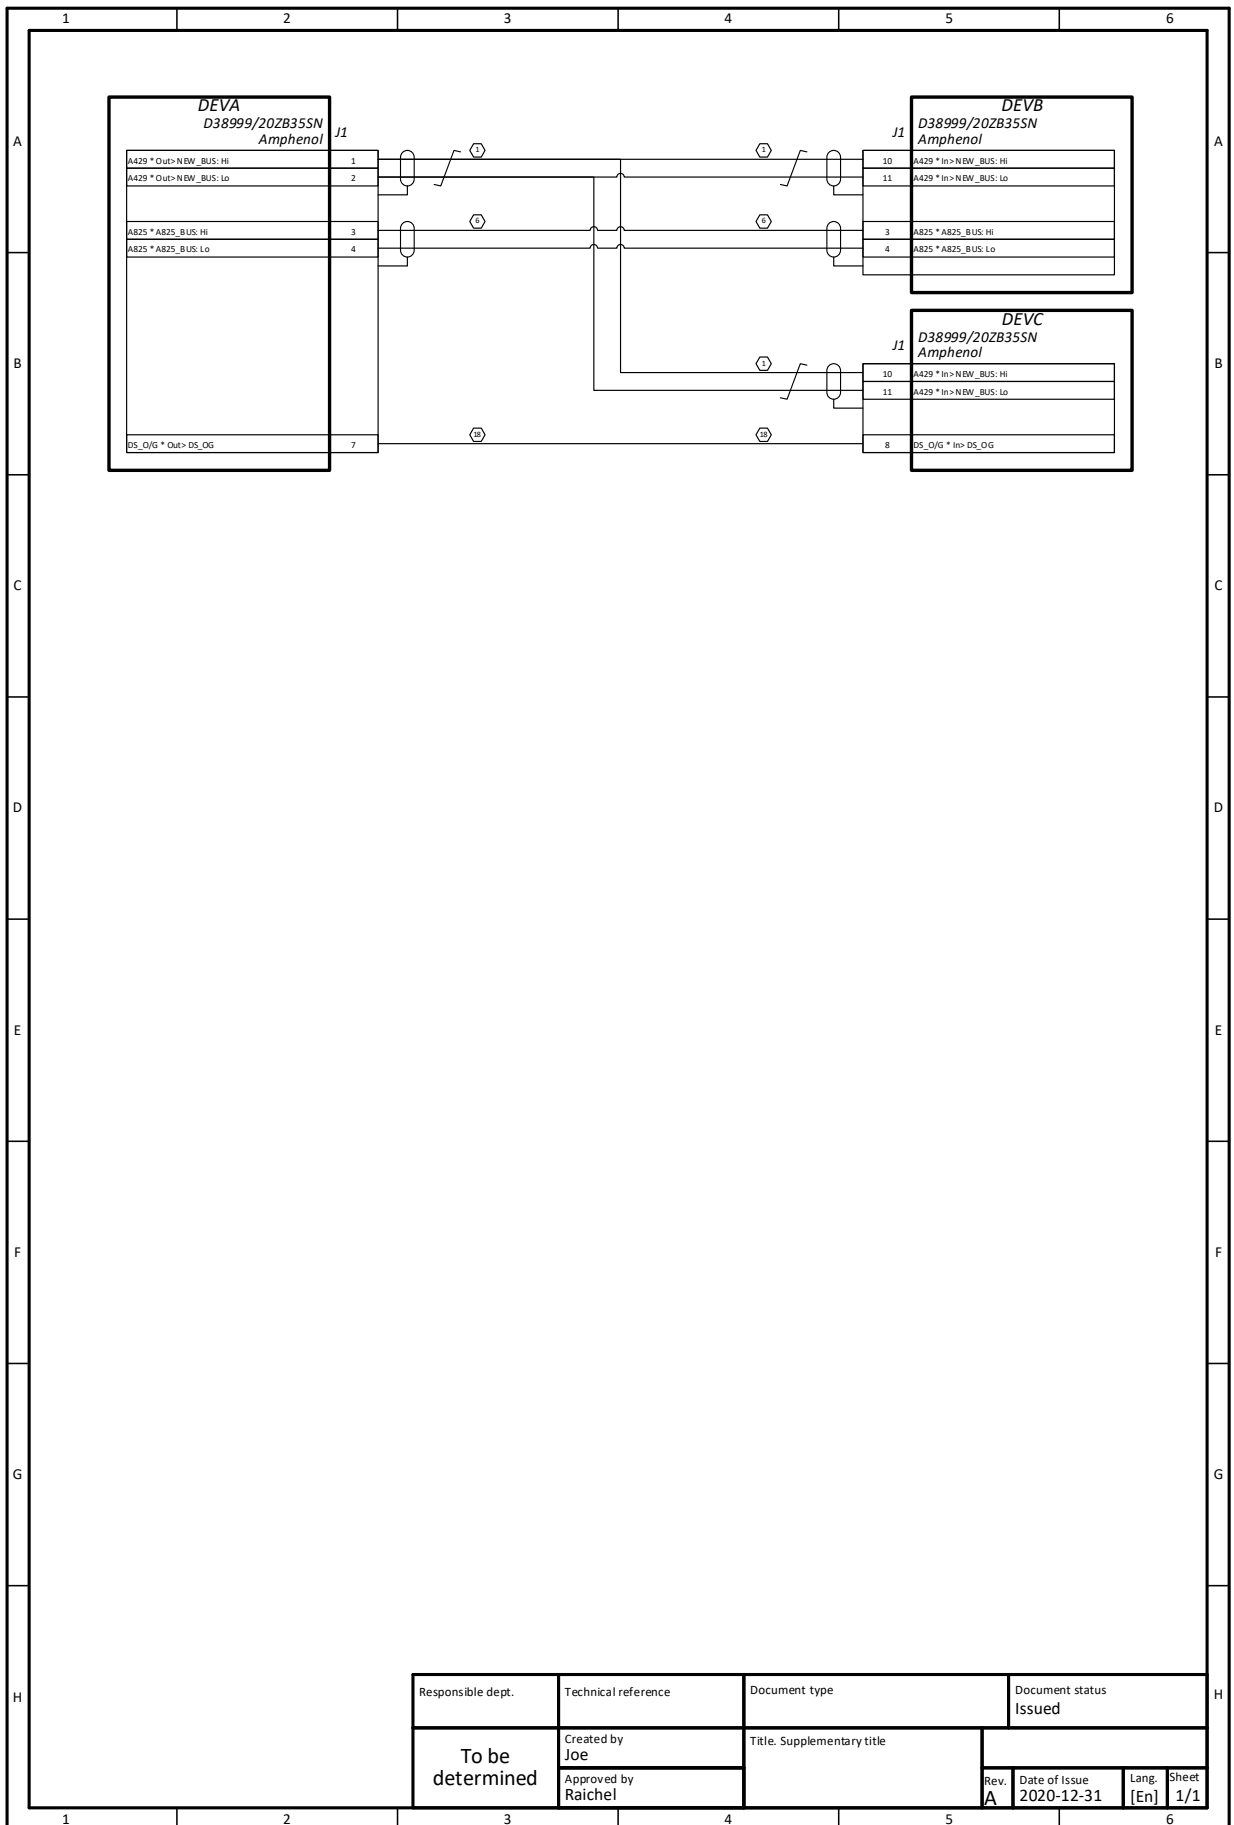 1 2 3 4 5 6
DEVA
D38999/20ZB35SN
Amphenol
J1
A429 * Out> NEW_BUS: Hi 1
A429 * Out> NEW_BUS: Lo 2
A825 * A825_BUS: Hi 3
A825 * A825_BUS: Lo 4
DS_O/G * Out> DS_OG 7
1
6
18
1
6
1
18
DEVB
J1
D38999/20ZB35SN
Amphenol
10 A429 * In> NEW_BUS: Hi
11 A429 * In> NEW_BUS: Lo
3 A825 * A825_BUS: Hi
4 A825 * A825_BUS: Lo
DEVC
J1
D38999/20ZB35SN
Amphenol
10 A429 * In> NEW_BUS: Hi
11 A429 * In> NEW_BUS: Lo
8 DS_O/G * In> DS_OG
A A
B B
C C
D D
E E
F F
G G
H H
Responsible dept.
To be
determined
Technical reference
Created by
Joe
Approved by
Raichel
Document type
Title. Supplementary title
Document status
Issued
Rev.
A
Date of Issue
2020-12-31
Lang.
[En]
Sheet
1/1
1 2 3 4 5 6